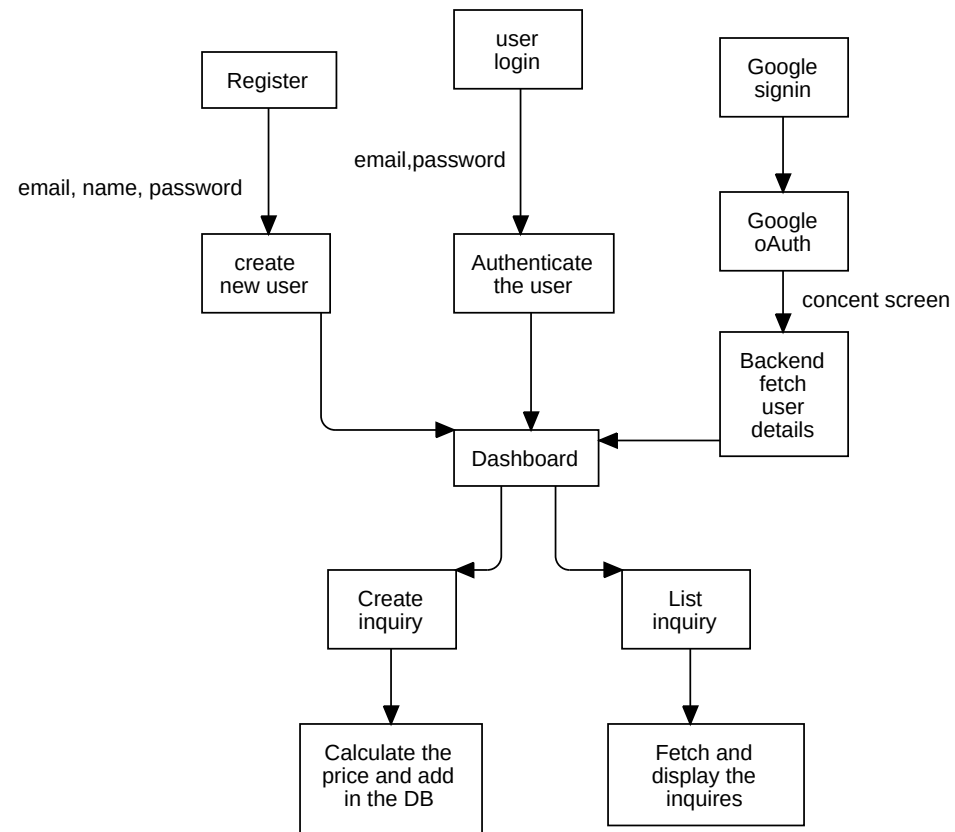 Register
user
login
Google
signin
email, name, password
email,password
Google
oAuth
create
new user
Authenticate
the user
concent screen
Backend
fetch
user
details
Dashboard
Create
inquiry
List
inquiry
Calculate the
price and add
in the DB
Fetch and
display the
inquires